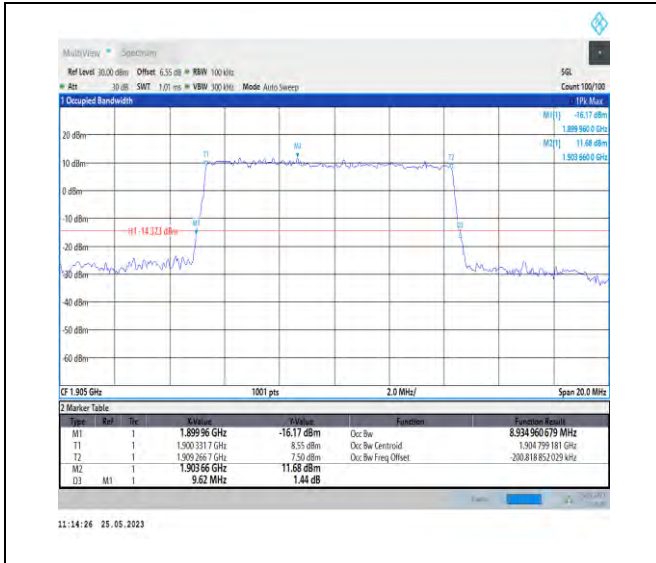 MultiView Spectrum
Ref Level 30.00 dBm Offset 6.55 dB RBW 100 kHz SGL
Att 30 dB SWT 1.01 ms VBW 300 kHz Mode Auto Sweep Count 100/100
1 Occupied Bandwidth 1Pk Max
M1[1] -16.17 dBm
1.899 960 0 GHz
M2[1] 11.68 dBm
1.903 660 0 GHz
20 dBm
T1 M2 T2
10 dBm
0 dBm
-10 dBm
M1 D3
H1 -14.323 dBm
-20 dBm
-30 dBm
-40 dBm
-50 dBm
-60 dBm
CF 1.905 GHz 1001 pts 2.0 MHz/ Span 20.0 MHz
2 Marker Table
Type Ref Trc X-Value Y-Value Function Function Result
M1 1 1.899 96 GHz -16.17 dBm Occ Bw 8.934 960 679 MHz
T1 1 1.900 331 7 GHz 8.55 dBm Occ Bw Centroid 1.904 799 181 GHz
T2 1 1.909 266 7 GHz 7.50 dBm Occ Bw Freq Offset -200.818 852 029 kHz
M2 1 1.903 66 GHz 11.68 dBm
D3 M1 1 9.62 MHz 1.44 dB
11:14:26 25.05.2023